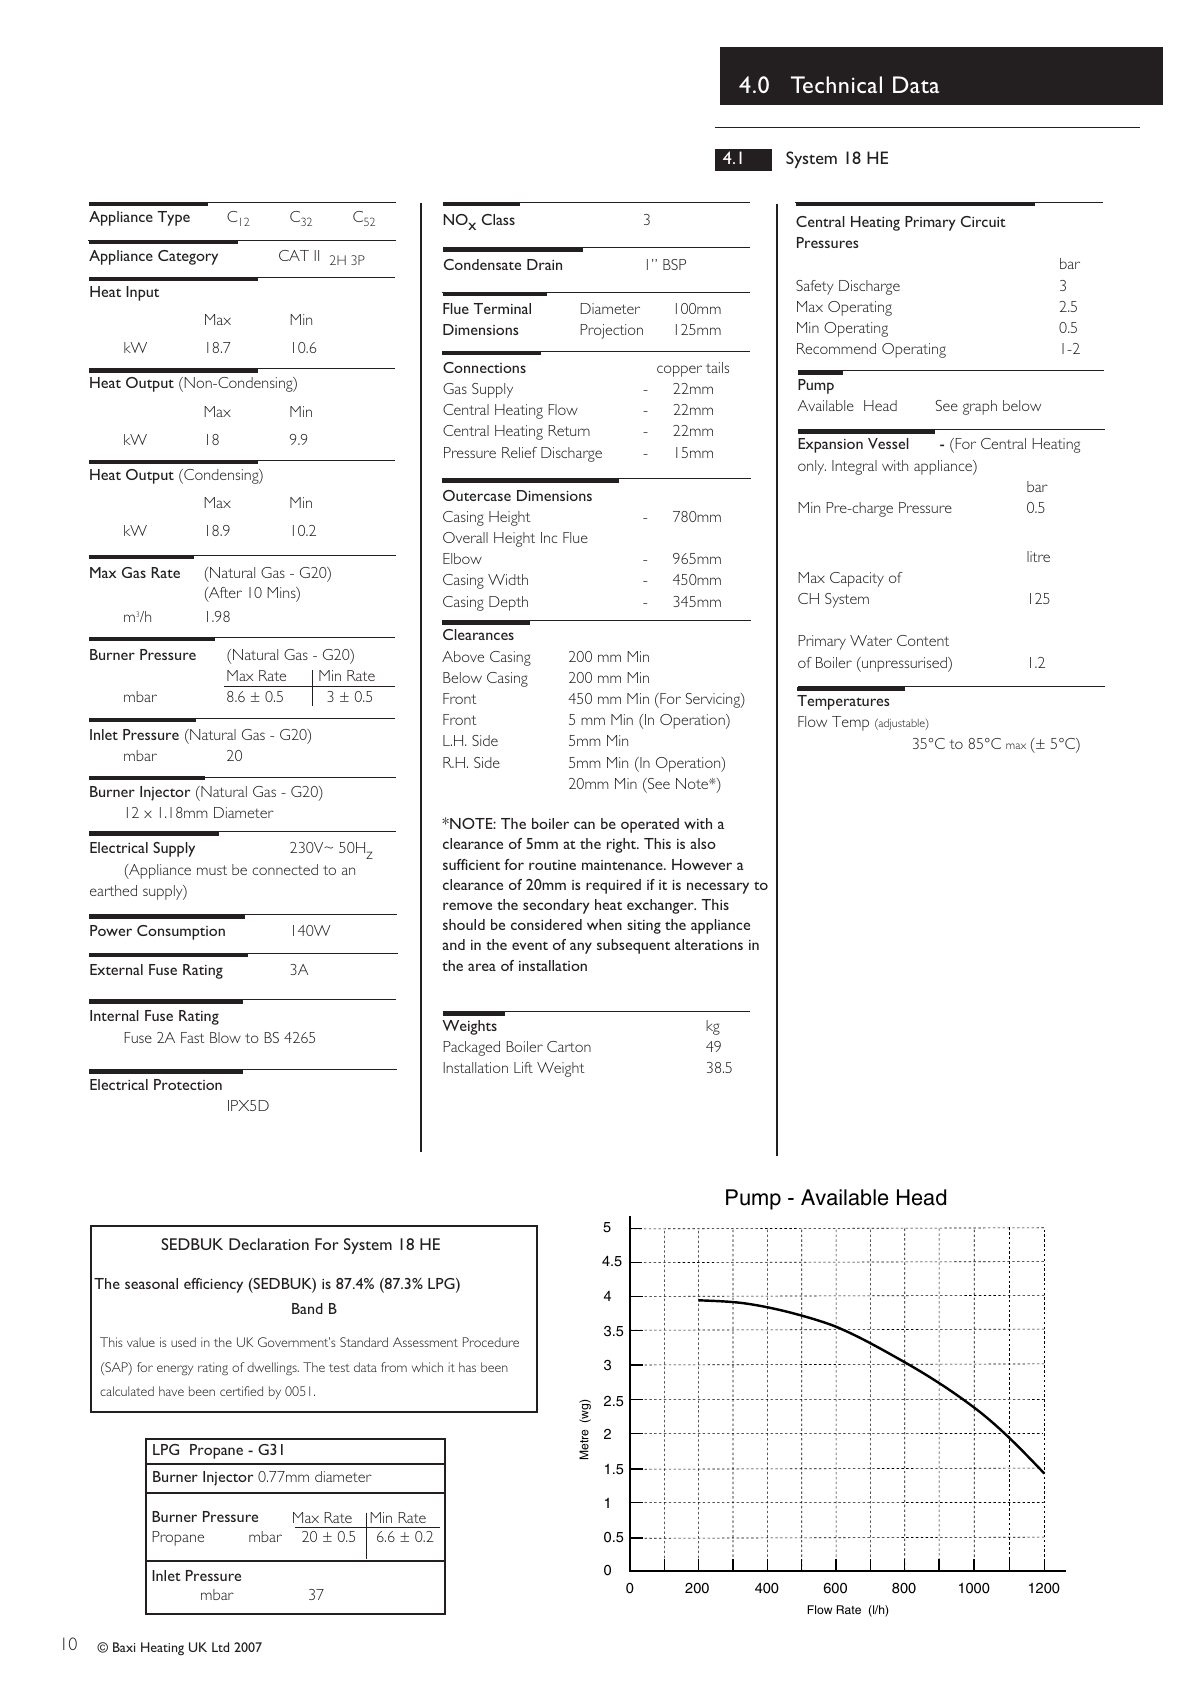 4.0 Technical Data
4.1 System 18 HE
Appliance Type C12 C32 C52
Appliance Category CAT II 2H 3P
Heat Input
Max Min
kW 18.7 10.6
Heat Output (Non-Condensing)
Max Min
kW 18 9.9
Heat Output (Condensing)
Max Min
kW 18.9 10.2
Max Gas Rate (Natural Gas - G20)
(After 10 Mins)
m³/h 1.98
Burner Pressure (Natural Gas - G20)
Max Rate Min Rate
mbar 8.6 ± 0.5 3 ± 0.5
Inlet Pressure (Natural Gas - G20)
mbar 20
Burner Injector (Natural Gas - G20)
12 x 1.18mm Diameter
Electrical Supply 230V~ 50Hz
(Appliance must be connected to an
earthed supply)
Power Consumption 140W
External Fuse Rating 3A
Internal Fuse Rating
Fuse 2A Fast Blow to BS 4265
Electrical Protection
IPX5D
NOx Class 3
Condensate Drain 1” BSP
Flue Terminal Diameter 100mm
Dimensions Projection 125mm
Connections copper tails
Gas Supply - 22mm
Central Heating Flow - 22mm
Central Heating Return - 22mm
Pressure Relief Discharge - 15mm
Outercase Dimensions
Casing Height - 780mm
Overall Height Inc Flue
Elbow - 965mm
Casing Width - 450mm
Casing Depth - 345mm
Clearances
Above Casing 200 mm Min
Below Casing 200 mm Min
Front 450 mm Min (For Servicing)
Front 5 mm Min (In Operation)
L.H. Side 5mm Min
R.H. Side 5mm Min (In Operation)
20mm Min (See Note*)
*NOTE: The boiler can be operated with a
clearance of 5mm at the right. This is also
sufficient for routine maintenance. However a
clearance of 20mm is required if it is necessary to
remove the secondary heat exchanger. This
should be considered when siting the appliance
and in the event of any subsequent alterations in
the area of installation
Weights kg
Packaged Boiler Carton 49
Installation Lift Weight 38.5
Central Heating Primary Circuit
Pressures
bar
Safety Discharge 3
Max Operating 2.5
Min Operating 0.5
Recommend Operating 1-2
Pump
Available Head See graph below
Expansion Vessel - (For Central Heating
only. Integral with appliance)
bar
Min Pre-charge Pressure 0.5
litre
Max Capacity of
CH System 125
Primary Water Content
of Boiler (unpressurised) 1.2
Temperatures
Flow Temp (adjustable)
35°C to 85°C max (± 5°C)
SEDBUK Declaration For System 18 HE
The seasonal efficiency (SEDBUK) is 87.4% (87.3% LPG)
Band B
This value is used in the UK Government's Standard Assessment Procedure
(SAP) for energy rating of dwellings. The test data from which it has been
calculated have been certified by 0051.
LPG Propane - G31
Burner Injector 0.77mm diameter
Burner Pressure Max Rate Min Rate
Propane mbar 20 ± 0.5 6.6 ± 0.2
Inlet Pressure
mbar 37
Pump - Available Head
5
4.5
4
3.5
3
2.5
2
1.5
1
0.5
0
Metre (wg)
0 200 400 600 800 1000 1200
Flow Rate (l/h)
10 © Baxi Heating UK Ltd 2007